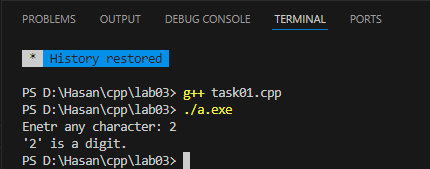 PROBLEMS OUTPUT DEBUG CONSOLE TERMINAL PORTS
* History restored
PS D:\Hasan\cpp\lab03> g++ task01.cpp
PS D:\Hasan\cpp\lab03> ./a.exe
Enetr any character: 2
'2' is a digit.
PS D:\Hasan\cpp\lab03>